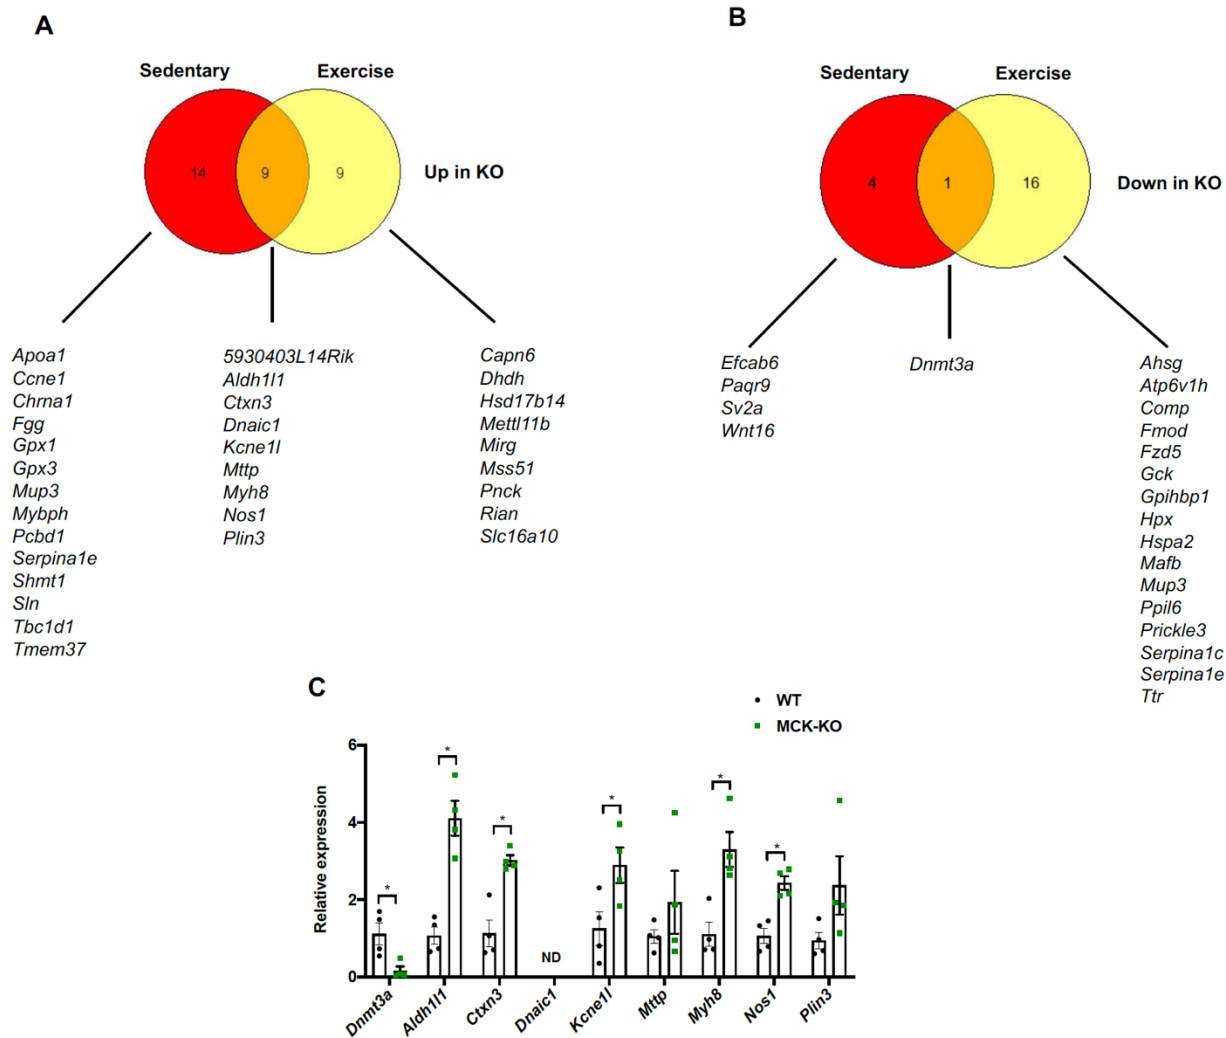 A
Sedentary
Exercise
14
9
9
Up in KO
Apoa1
Ccne1
Chrna1
Fgg
Gpx1
Gpx3
Mup3
Mybph
Pcbd1
Serpina1e
Shmt1
Sln
Tbc1d1
Tmem37
5930403L14Rik
Aldh1l1
Ctxn3
Dnaic1
Kcne1l
Mttp
Myh8
Nos1
Plin3
Capn6
Dhdh
Hsd17b14
Mettl11b
Mirg
Mss51
Pnck
Rian
Slc16a10
B
Sedentary
Exercise
4
1
16
Down in KO
Efcab6
Paqr9
Sv2a
Wnt16
Dnmt3a
Ahsg
Atp6v1h
Comp
Fmod
Fzd5
Gck
Gpihbp1
Hpx
Hspa2
Mafb
Mup3
Ppil6
Prickle3
Serpina1c
Serpina1e
Ttr
C
WT
MCK-KO
Relative expression
6
4
2
0
*
*
*
ND
*
*
*
Dnmt3a
Aldh1l1
Ctxn3
Dnaic1
Kcne1l
Mttp
Myh8
Nos1
Plin3